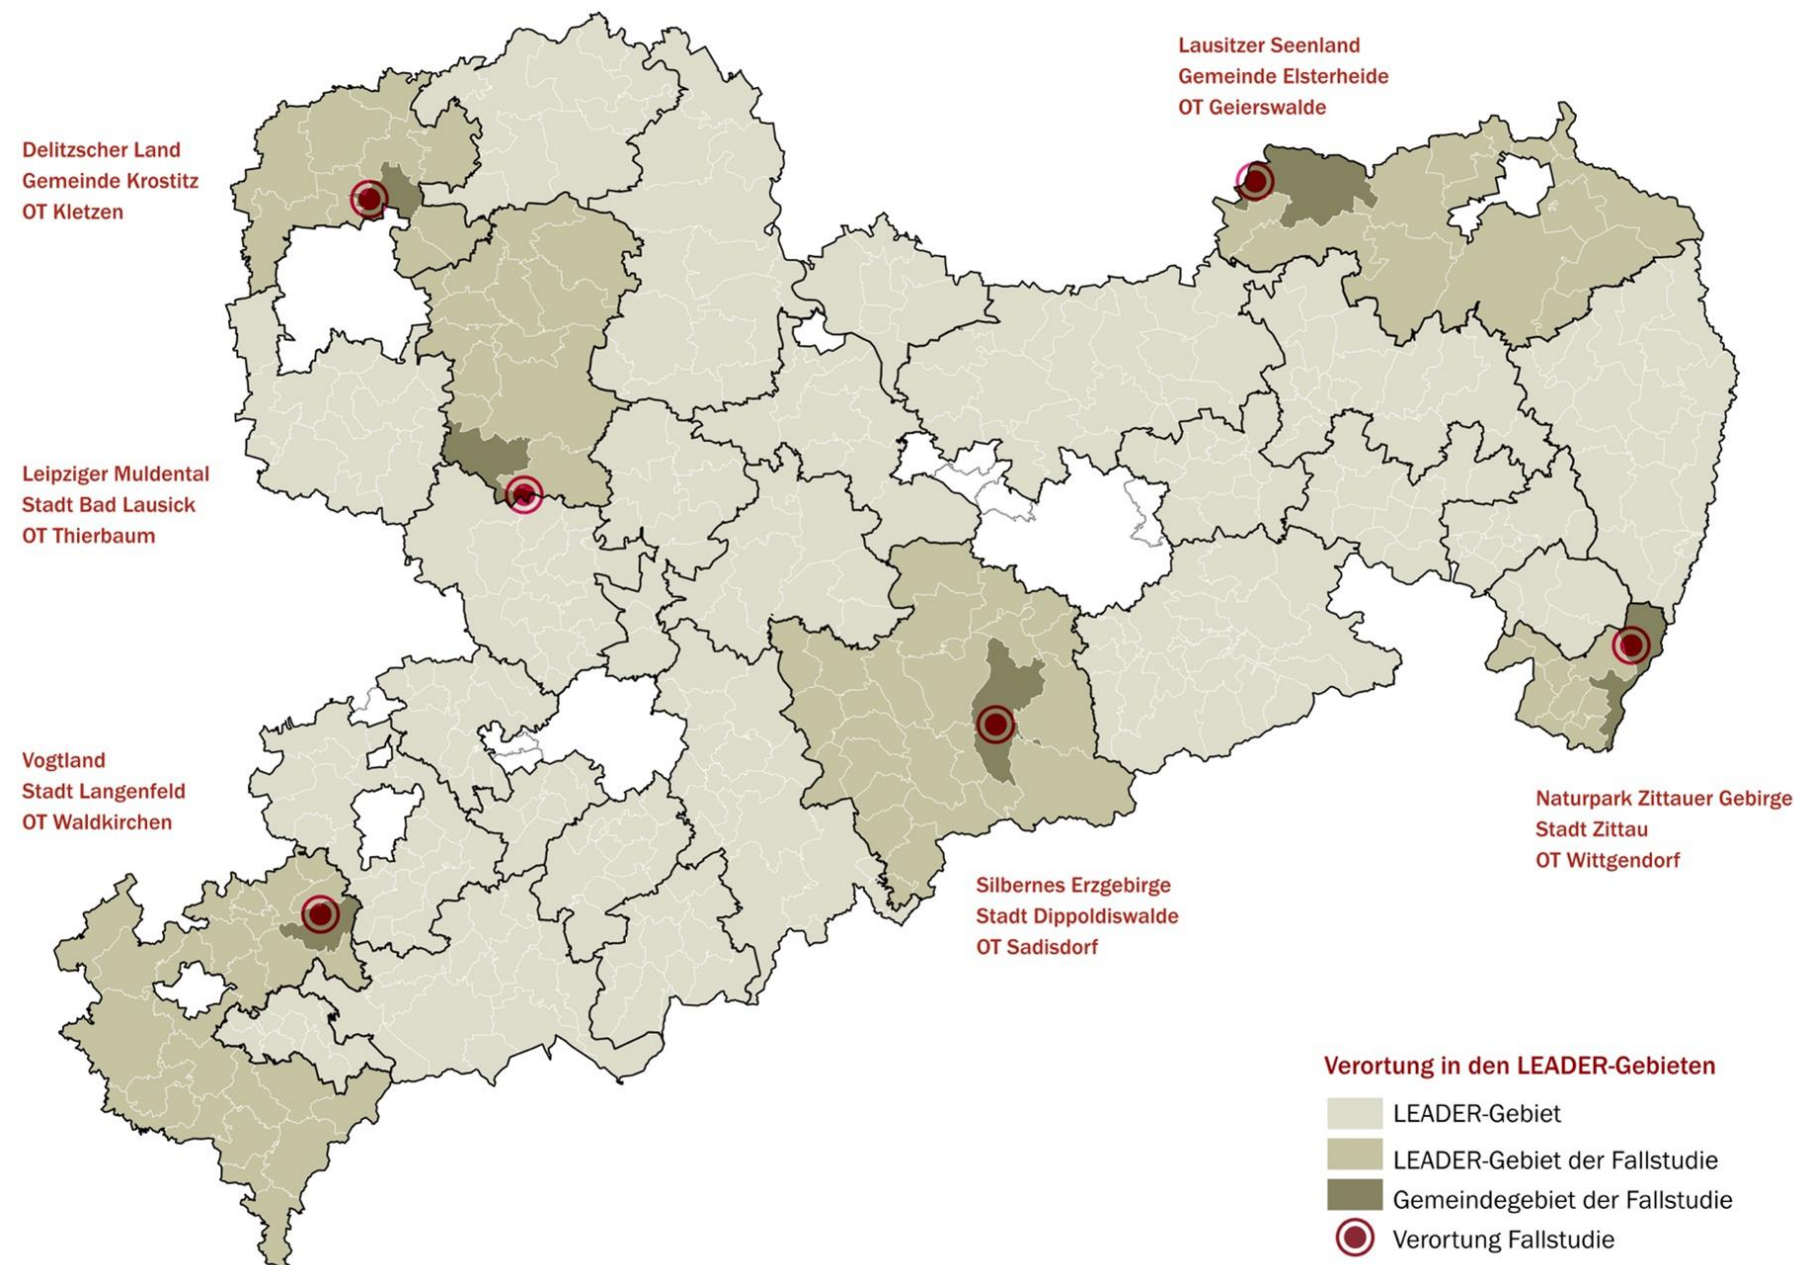 Lausitzer Seenland
Gemeinde Elsterheide
OT Geierswalde
Delitzscher Land
Gemeinde Krostitz
OT Kletzen
Leipziger Muldental
Stadt Bad Lausick
OT Thierbaum
Vogtland
Stadt Langenfeld
OT Waldkirchen
Naturpark Zittauer Gebirge
Stadt Zittau
OT Wittgendorf
Silbernes Erzgebirge
Stadt Dippoldiswalde
OT Sadisdorf
Verortung in den LEADER-Gebieten
LEADER-Gebiet
LEADER-Gebiet der Fallstudie
Gemeindegebiet der Fallstudie
Verortung Fallstudie